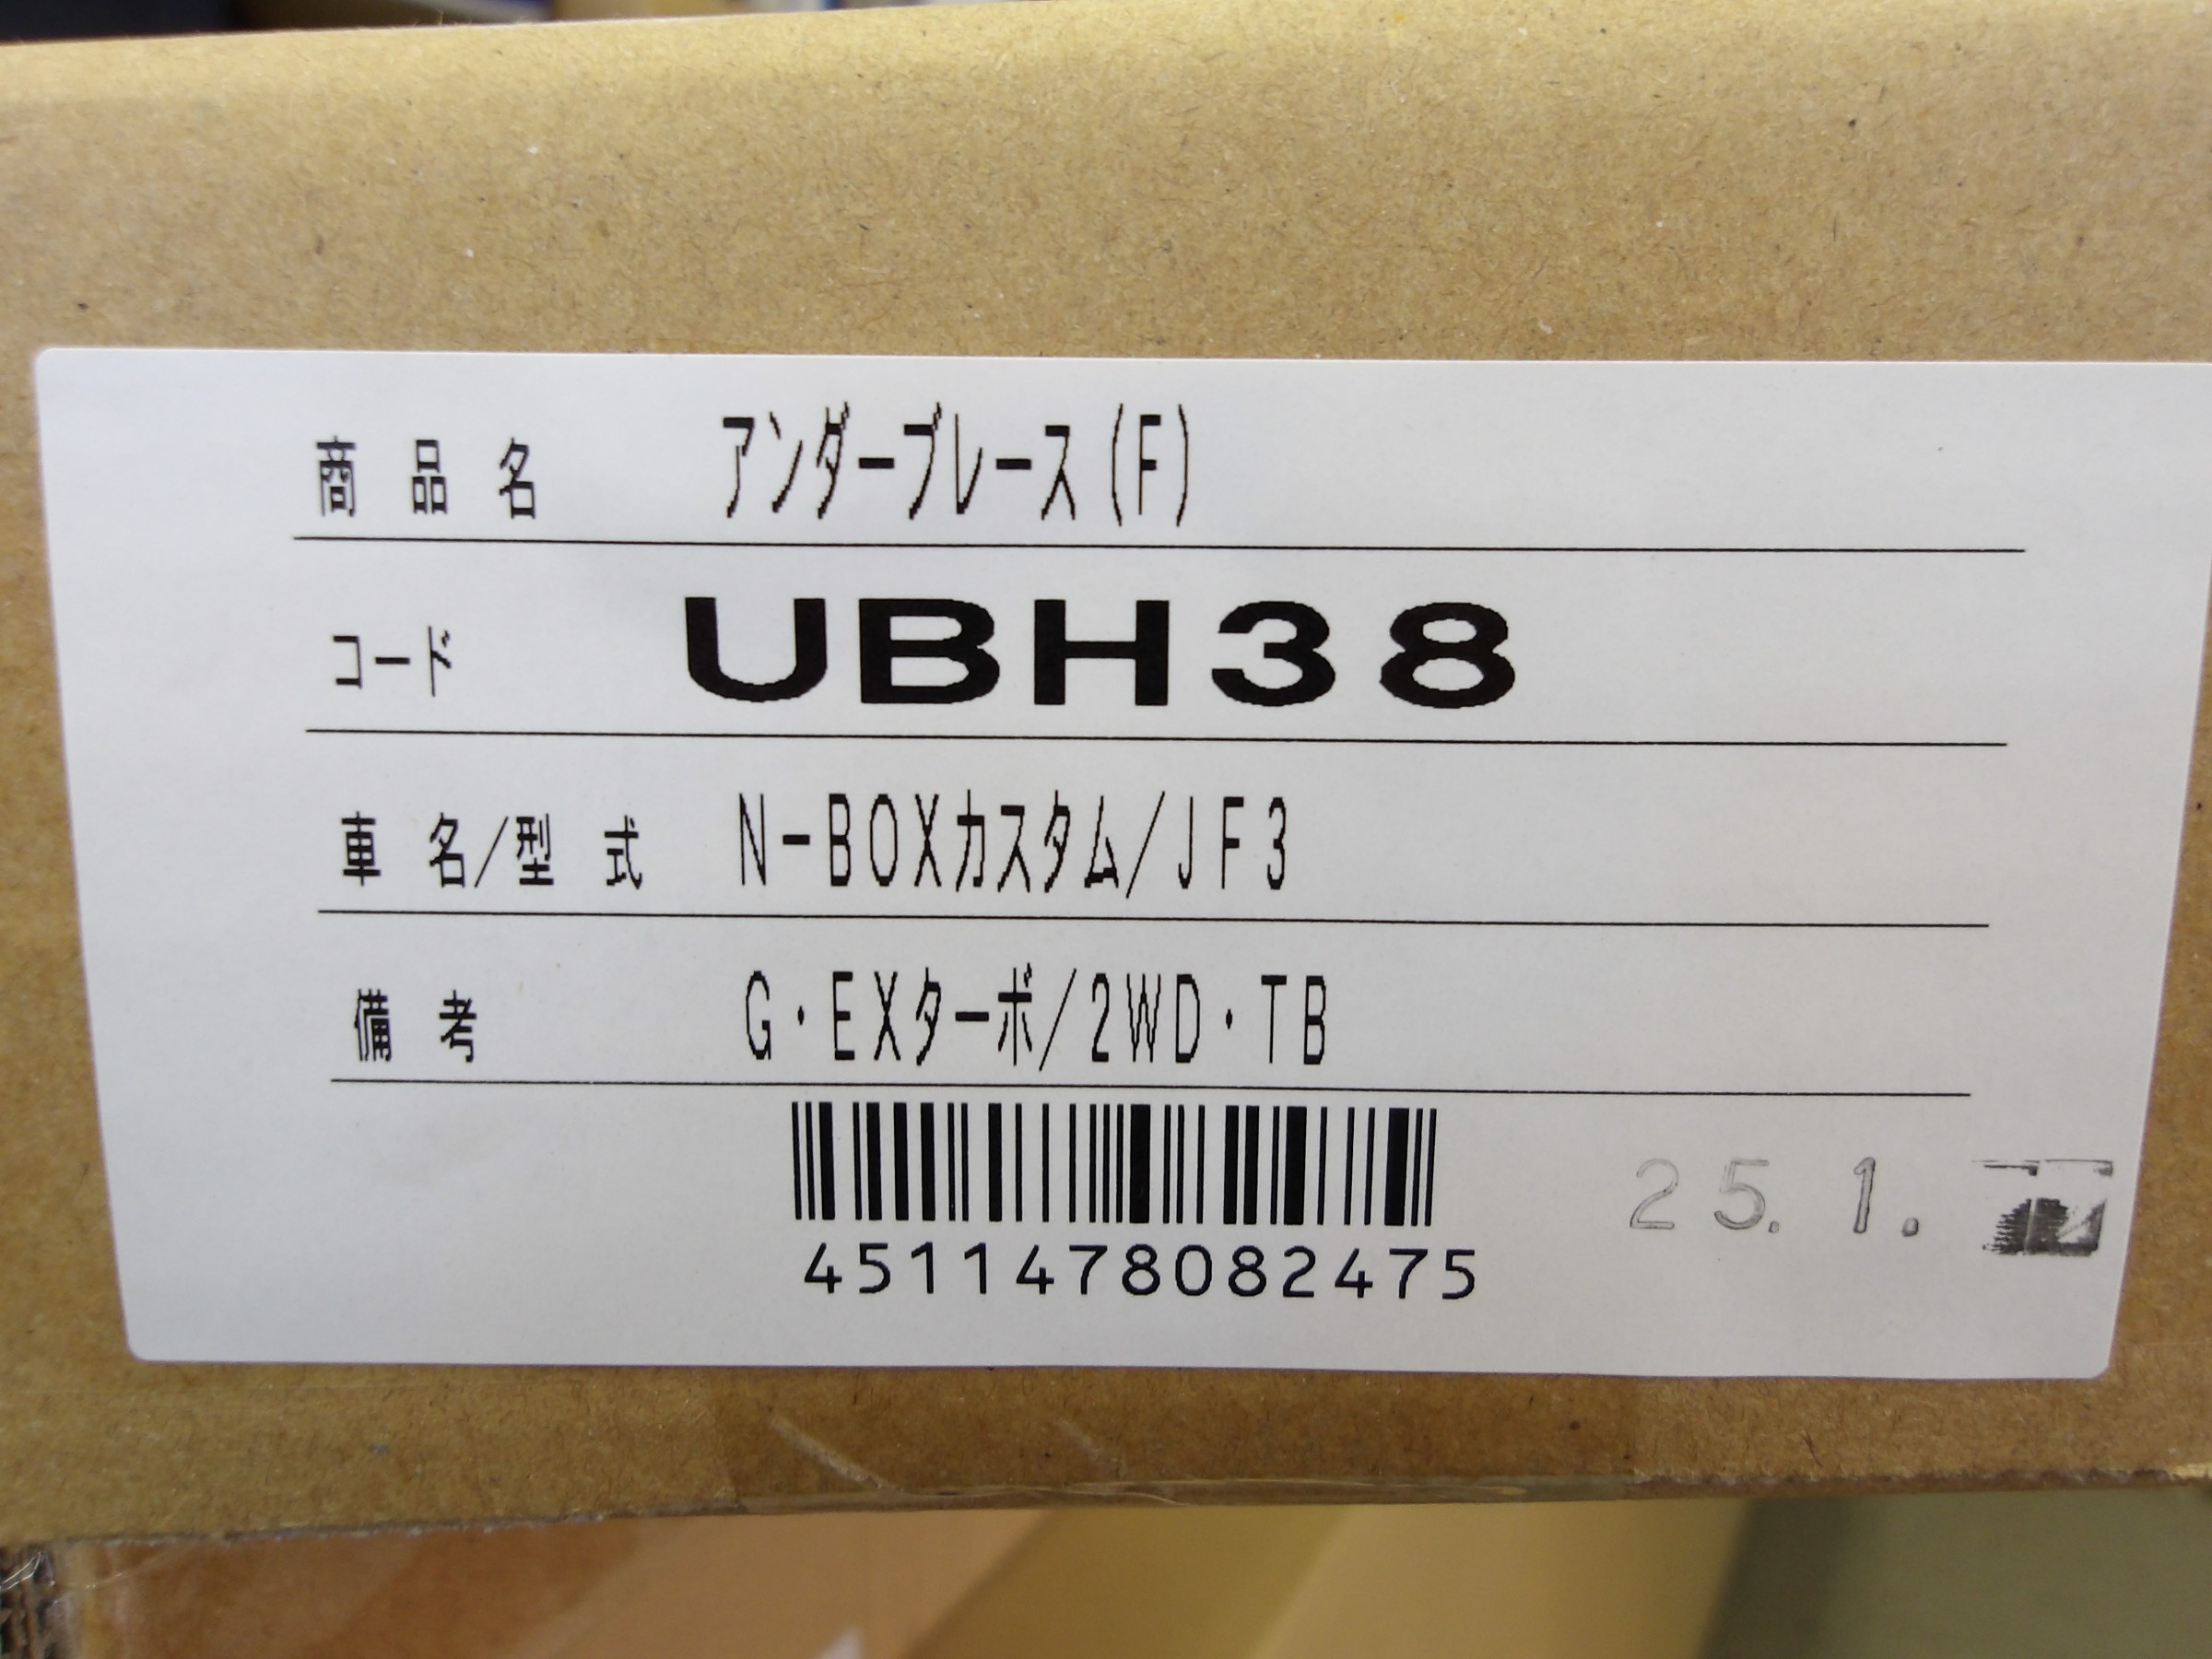 商品名 アンダーブレース(F)
コード UBH38
車名/型式 N-BOXカスタム/JF3
備考 G・EXターボ/2WD・TB
4511478082475
25. 1.